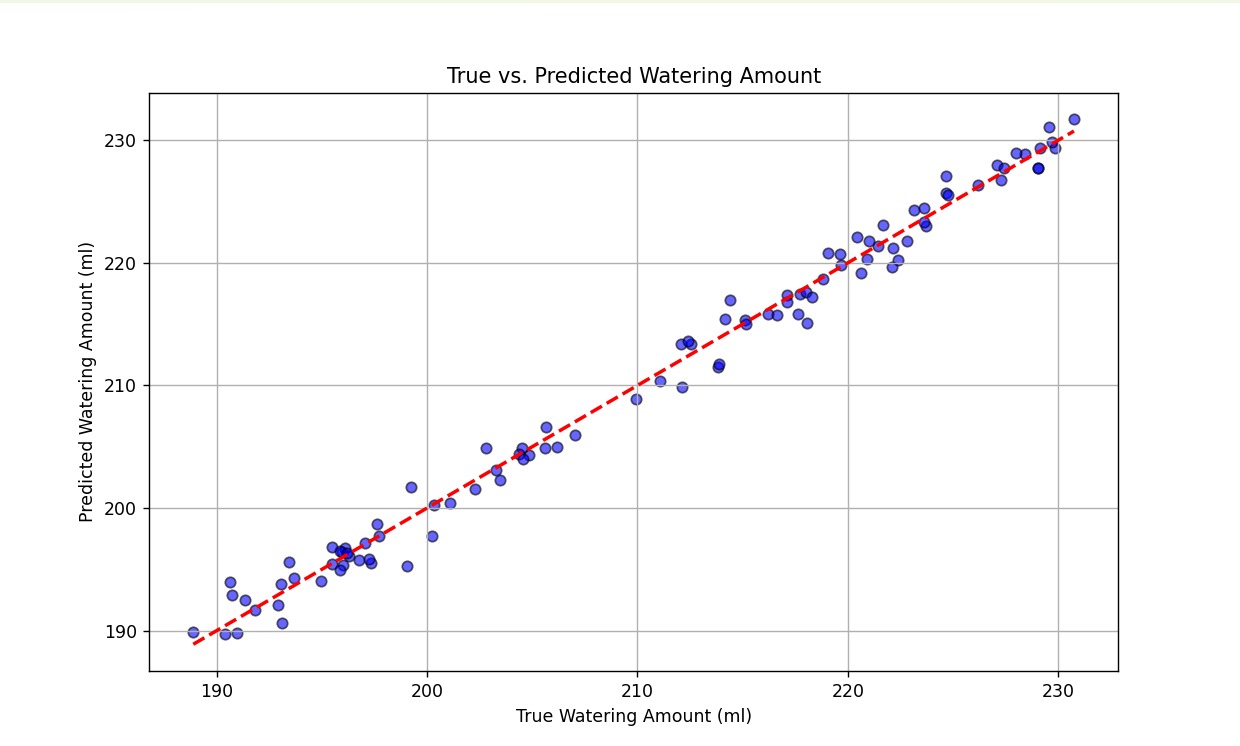 True vs. Predicted Watering Amount
230
220
210
200
190
Predicted Watering Amount (ml)
190 200 210 220 230
True Watering Amount (ml)